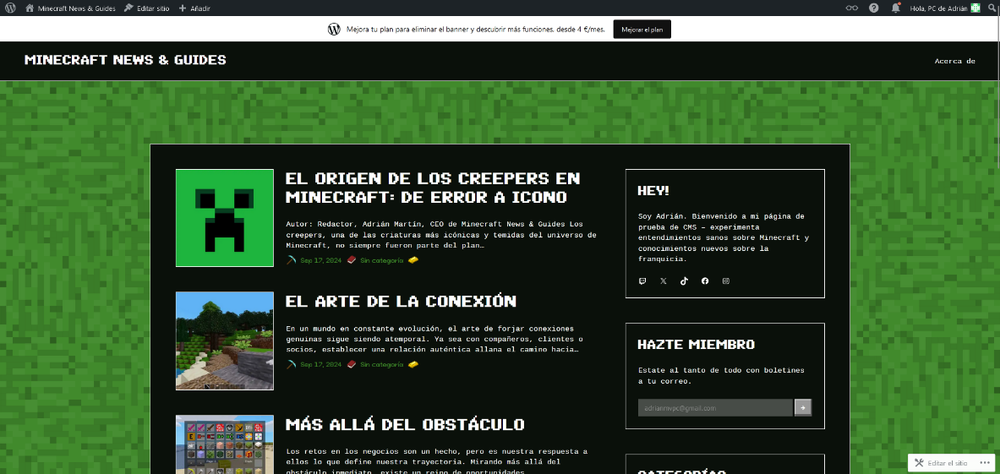 Minecraft News & Guides Editar sitio Añadir Hola, PC de Adrián
Mejora tu plan para eliminar el banner y descubrir más funciones. desde 4 €/mes. Mejorar el plan
MINECRAFT NEWS & GUIDES Acerca de
EL ORIGEN DE LOS CREEPERS EN
MINECRAFT: DE ERROR A ICONO
Autor: Redactor, Adrián Martín, CEO de Minecraft News & Guides Los
creepers, una de las criaturas más icónicas y temidas del universo de
Minecraft, no siempre fueron parte del plan…
Sep 17, 2024 Sin categoría
EL ARTE DE LA CONEXIÓN
En un mundo en constante evolución, el arte de forjar conexiones
genuinas sigue siendo atemporal. Ya sea con compañeros, clientes o
socios, establecer una relación auténtica allana el camino hacia…
Sep 17, 2024 Sin categoría
MÁS ALLÁ DEL OBSTÁCULO
Los retos en los negocios son un hecho, pero es nuestra respuesta a
ellos lo que define nuestra trayectoria. Mirando más allá del
obstáculo inmediato, existe un reino de oportunidades
HEY!
Soy Adrián. Bienvenido a mi página de
prueba de CMS – experimenta
entendimientos sanos sobre Minecraft y
conocimientos nuevos sobre la
franquicia.
HAZTE MIEMBRO
Estate al tanto de todo con boletines
a tu correo.
adrianmvpc@gmail.com
CATEGORÍAS
Editar el sitio